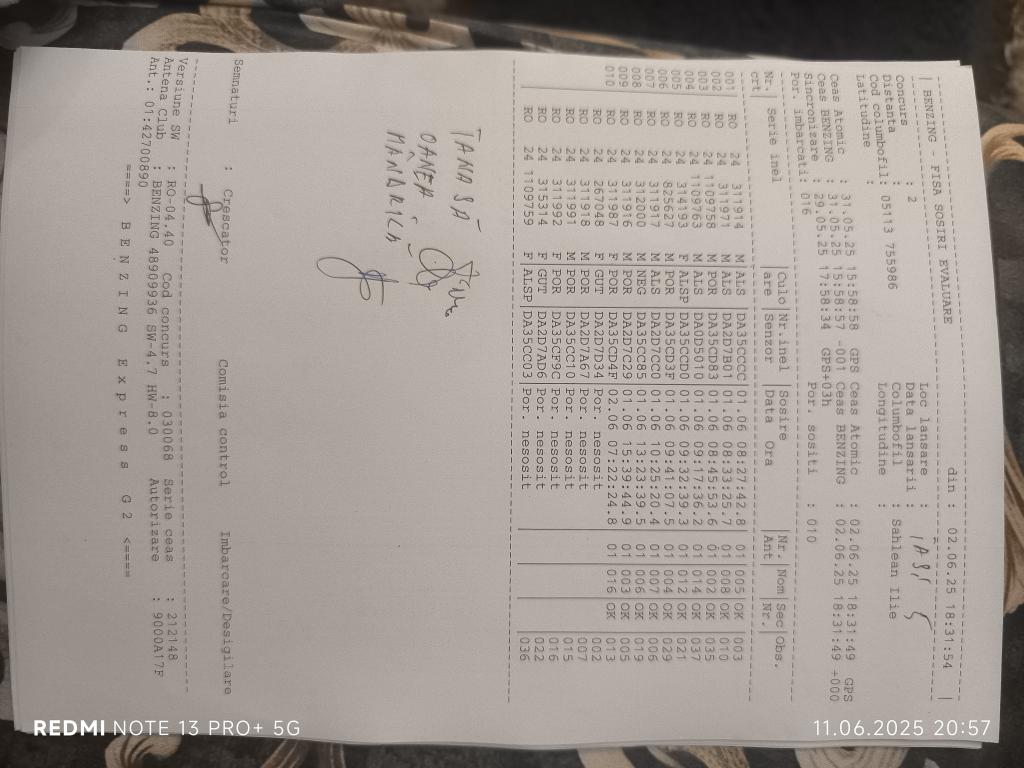 | BENZING - FISA SOSIRI EVALUARE din : 02.06.25 18:31:54 |
Concurs : 2 Loc lansare : IASI 5
Distanta : Data lansarii :
Cod columbofil: 05113 755986 Columbofil : Sahlean Ilie
Latitudine : Longitudine :
Ceas Atomic : 31.05.25 15:58:58 GPS Ceas Atomic : 02.06.25 18:31:49 GPS
Ceas BENZING : 31.05.25 15:58:57 -001 Ceas BENZING : 02.06.25 18:31:49 +000
Sincronizare : 29.05.25 17:58:34 GPS+03h
Por. imbarcati: 016 Por. sositi : 010
Nr. Serie inel |Culo|Nr.inel |Sosire |Nr.|Nom|Sec|Obs.
crt |are |Senzor |Data Ora |Ant| |Nr.|
001 RO 24 311914 M ALS DA35CCCC 01.06 08:27:42.8 01 005 OK 003
002 RO 24 311971 M ALS DA2D7B01 01.06 08:33:25.7 01 008 OK 010
003 RO 24 1109758 M POR DA35CD83 01.06 08:45:53.6 01 002 OK 035
004 RO 24 1109763 M ALS DA0D5D10 01.06 09:17:36.2 01 014 OK 037
005 RO 24 314193 F ALSP DA35CCD0 01.06 09:32:39.3 01 012 OK 021
006 RO 24 825627 M POR DA35CD3F 01.06 09:41:07.5 01 004 OK 029
007 RO 24 311917 M ALS DA2D7CC0 01.06 10:25:20.4 01 007 OK 006
008 RO 24 312000 M NEG DA35CC85 01.06 13:23:39.5 01 006 OK 019
009 RO 24 311916 M POR DA2D7C29 01.06 15:39:44.9 01 003 OK 005
010 RO 24 311987 F POR DA35CD4F 02.06 07:22:24.8 01 016 OK 013
RO 24 267048 F GUT DA2D7D34 Por. nesosit 002
RO 24 311918 M POR DA2D7A67 Por. nesosit 007
RO 24 311991 M POR DA35CC10 Por. nesosit 015
RO 24 311992 F POR DA35CF9C Por. nesosit 016
RO 24 315314 F GUT DA2D7AD6 Por. nesosit 022
RO 24 1109759 F ALSP DA35CC03 Por. nesosit 036
TANASĂ
OANEA
MĂNĂRICĂ
Semnaturi : Crescator Comisia control Imbarcare/Desigilare
Versiune SW : RO-04.40 Cod concurs : 030068 Serie ceas : 212148
Antena Club : BENZING 48909936 SW-4.7 HW-8.0 Autorizare : 9000A17F
Ant.: 01:42700890
====> B E N Z I N G E x p r e s s G 2 <====
REDMI NOTE 13 PRO+ 5G
11.06.2025 20:57